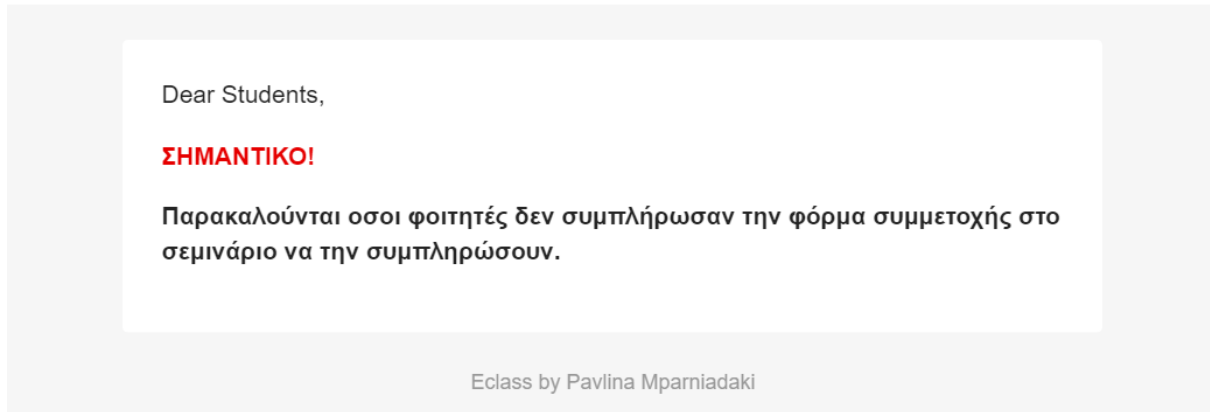 Dear Students,
ΣΗΜΑΝΤΙΚΟ!
Παρακαλούνται οσοι φοιτητές δεν συμπλήρωσαν την φόρμα συμμετοχής στο
σεμινάριο να την συμπληρώσουν.
Eclass by Pavlina Mparniadaki